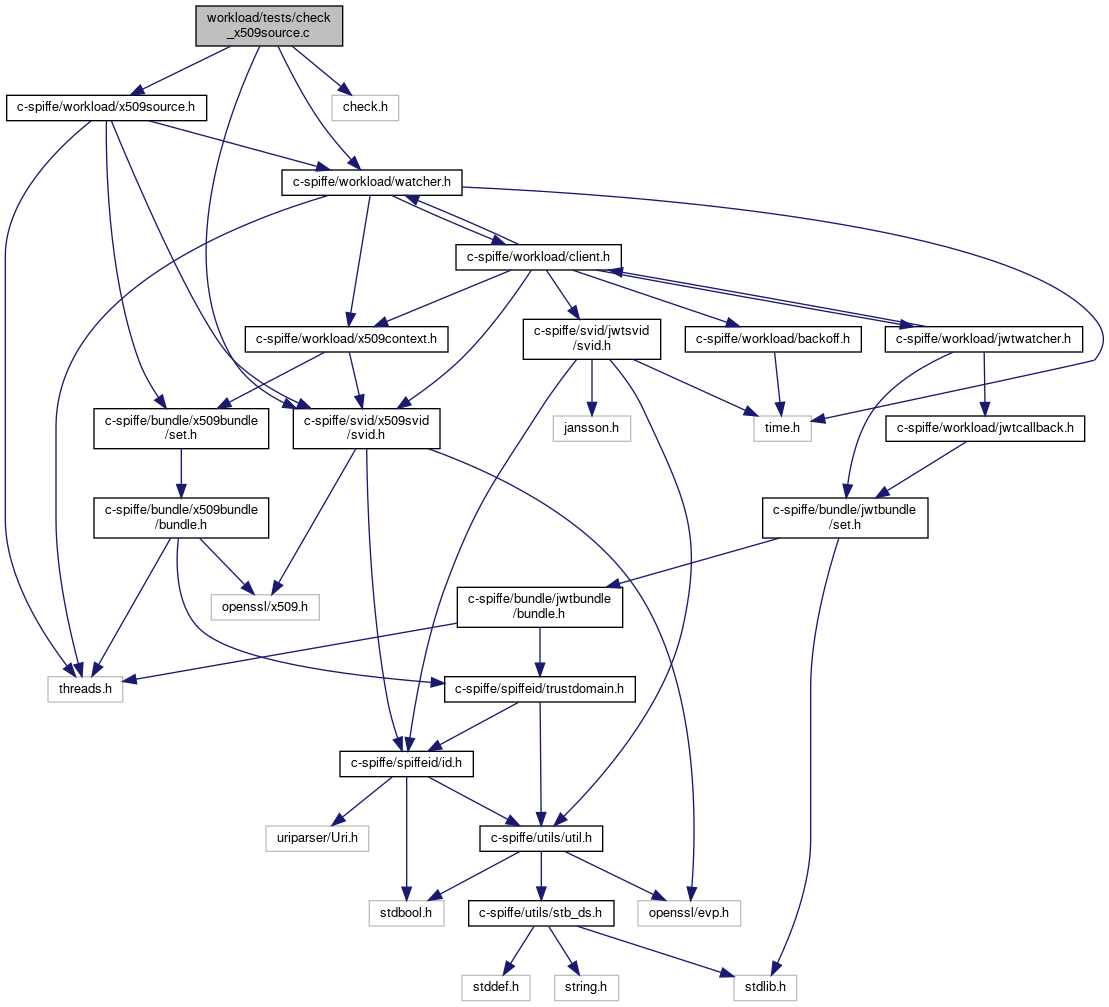 workload/tests/check
_x509source.c
c-spiffe/workload/x509source.h
check.h
c-spiffe/workload/watcher.h
c-spiffe/workload/client.h
c-spiffe/workload/x509context.h
c-spiffe/svid/jwtsvid
/svid.h
c-spiffe/workload/backoff.h
c-spiffe/workload/jwtwatcher.h
c-spiffe/bundle/x509bundle
/set.h
c-spiffe/svid/x509svid
/svid.h
jansson.h
time.h
c-spiffe/workload/jwtcallback.h
c-spiffe/bundle/x509bundle
/bundle.h
c-spiffe/bundle/jwtbundle
/set.h
openssl/x509.h
c-spiffe/bundle/jwtbundle
/bundle.h
threads.h
c-spiffe/spiffeid/trustdomain.h
c-spiffe/spiffeid/id.h
uriparser/Uri.h
c-spiffe/utils/util.h
stdbool.h
c-spiffe/utils/stb_ds.h
openssl/evp.h
stddef.h
string.h
stdlib.h